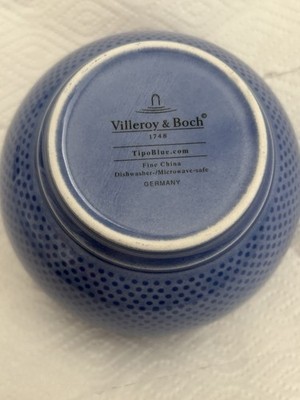 Villeroy & Boch©
1748
TipoBlue.com
Fine China
Dishwasher-/Microwave-safe
GERMANY